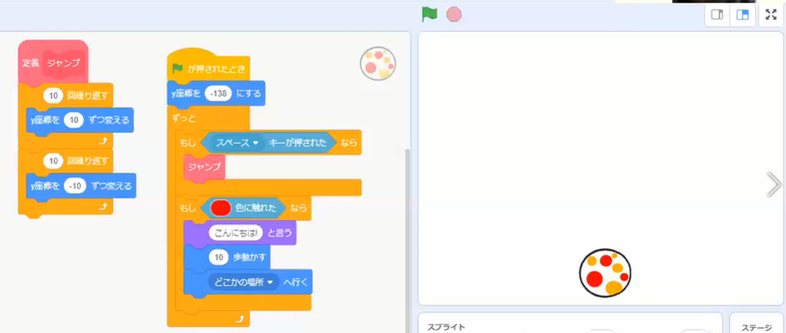 定義 ジャンプ
10 回繰り返す
y座標を 10 ずつ変える
10 回繰り返す
y座標を -10 ずつ変える
が押されたとき
y座標を -138 にする
ずっと
もし スペース キーが押された なら
ジャンプ
もし 色に触れた なら
こんにちは! と言う
10 歩動かす
どこかの場所 へ行く
スプライト
ステージ